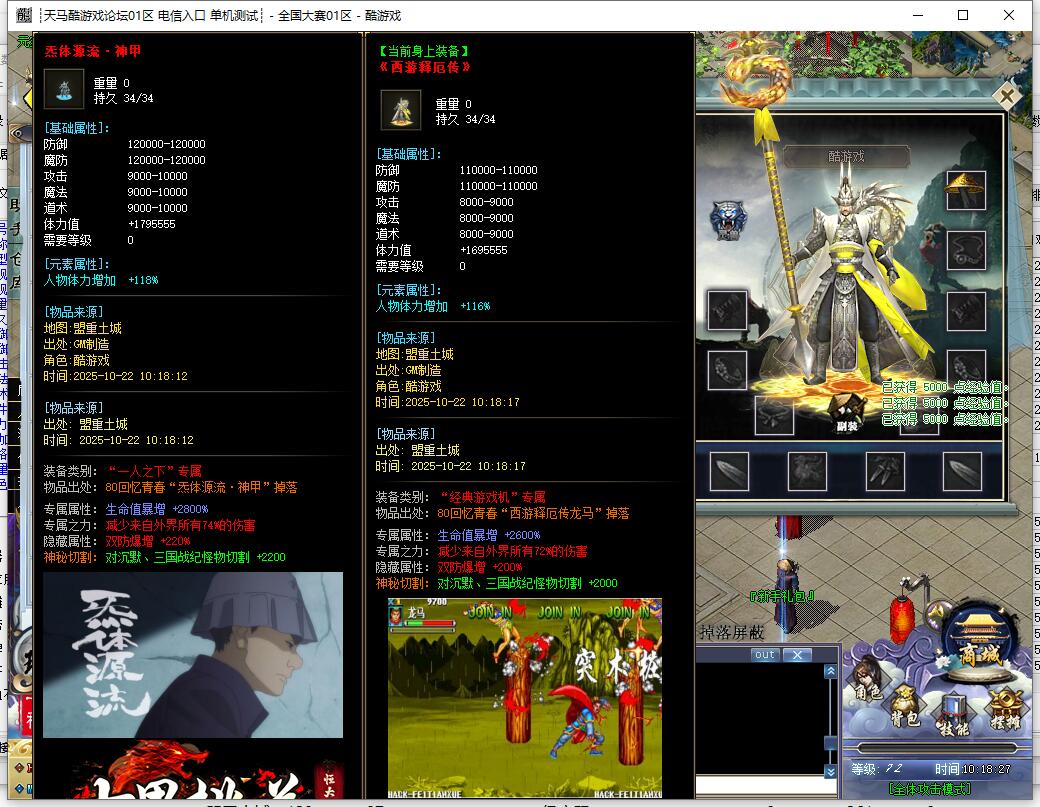 天马酷游戏论坛01区 电信入口 单机测试 - 全国大赛01区 - 酷游戏
炁体源流·神甲
重量 0
持久 34/34
[基础属性]:
防御 120000-120000
魔防 120000-120000
攻击 9000-10000
魔法 9000-10000
道术 9000-10000
体力值 +1795555
需要等级 0
[元素属性]:
人物体力增加 +118%
[物品来源]
地图:盟重土城
出处:GM制造
角色:酷游戏
时间:2025-10-22 10:18:12
[物品来源]
出处: 盟重土城
时间: 2025-10-22 10:18:12
装备类别: “一人之下”专属
物品出处: 80回忆青春“炁体源流·神甲”掉落
专属属性: 生命值暴增 +2800%
专属之力: 减少来自外界所有74%的伤害
隐藏属性: 双防爆增 +220%
神秘切割: 对沉默、三国战纪怪物切割 +2200
炁体源流
【当前身上装备】
《西游释厄传》
重量 0
持久 34/34
[基础属性]:
防御 110000-110000
魔防 110000-110000
攻击 8000-9000
魔法 8000-9000
道术 8000-9000
体力值 +1695555
需要等级 0
[元素属性]:
人物体力增加 +116%
[物品来源]
地图:盟重土城
出处:GM制造
角色:酷游戏
时间:2025-10-22 10:18:17
[物品来源]
出处: 盟重土城
时间: 2025-10-22 10:18:17
装备类别: “经典游戏机”专属
物品出处: 80回忆青春“西游释厄传龙马”掉落
专属属性: 生命值暴增 +2600%
专属之力: 减少来自外界所有72%的伤害
隐藏属性: 双防爆增 +200%
神秘切割: 对沉默、三国战纪怪物切割 +2000
9700
龙马
JOIN IN JOIN IN JOIN IN
HACK-FEITIANXUE HACK-FEITIANXUE
酷游戏
副装
已获得 5000 点经验值
已获得 5000 点经验值
已获得 5000 点经验值
『新手礼包』
掉落屏蔽
out X
商城
角色
背包
技能
摆摊
等级: 72 时间:10:18:27
[全体攻击模式]